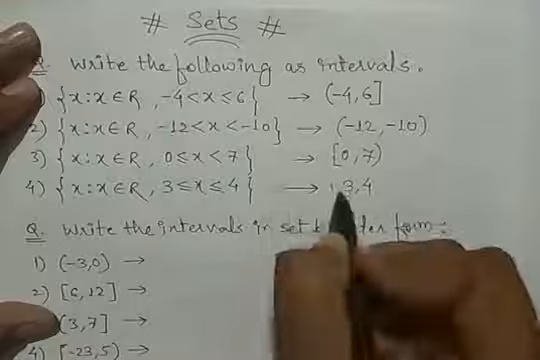 # Sets #
Q. Write the following as intervals.
1) {x:x∈R, -4<x≤6} → (-4,6]
2) {x:x∈R, -12<x<-10} → (-12,-10)
3) {x:x∈R, 0≤x<7} → [0,7)
4) {x:x∈R, 3≤x≤4} → 3,4
Q. Write the intervals in set form:
1) (-3,0) →
2) [6,12] →
(3,7] →
4) [-23,5) →